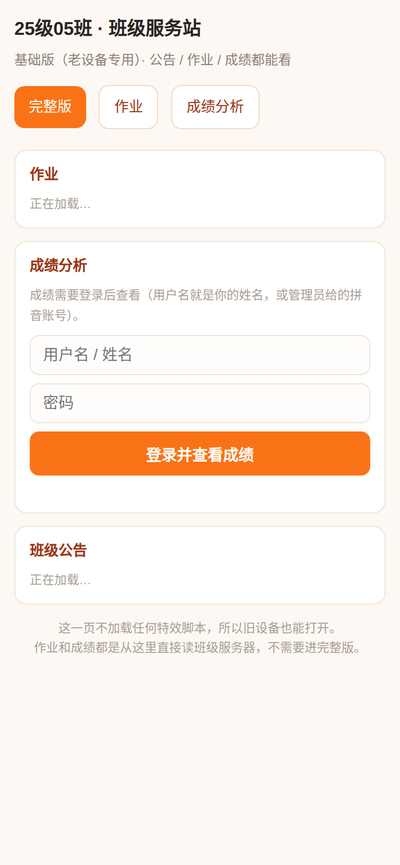 25级05班 · 班级服务站
基础版（老设备专用）· 公告 / 作业 / 成绩都能看
完整版
作业
成绩分析
作业
正在加载…
成绩分析
成绩需要登录后查看（用户名就是你的姓名，或管理员给的拼
音账号）。
用户名 / 姓名
密码
登录并查看成绩
班级公告
正在加载…
这一页不加载任何特效脚本，所以旧设备也能打开。
作业和成绩都是从这里直接读班级服务器，不需要进完整版。